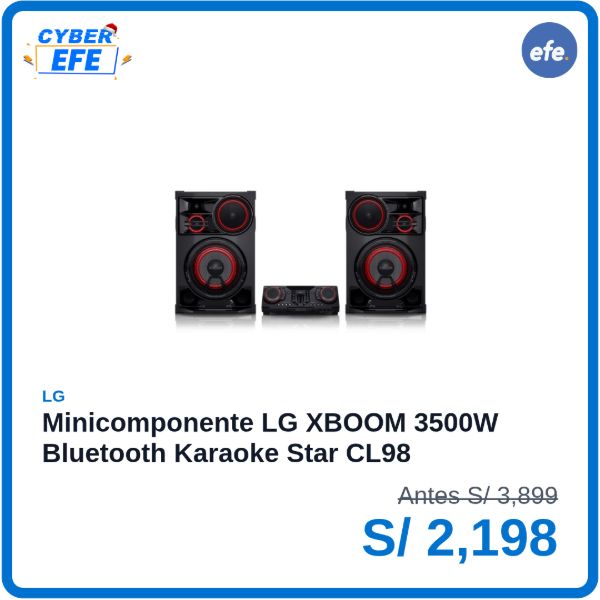 CYBER
EFE
efe.
LG
Minicomponente LG XBOOM 3500W
Bluetooth Karaoke Star CL98
Antes S/ 3,899
S/ 2,198